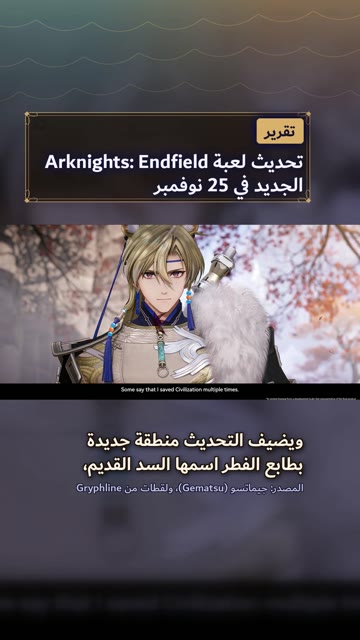 تقرير
تحديث لعبة Arknights: Endfield
الجديد في 25 نوفمبر
Some say that I saved Civilization multiple times.
ويضيف التحديث منطقة جديدة
بطابع الفطر اسمها السد القديم،
المصدر: جيماتسو (Gematsu)، ولقطات من Gryphline